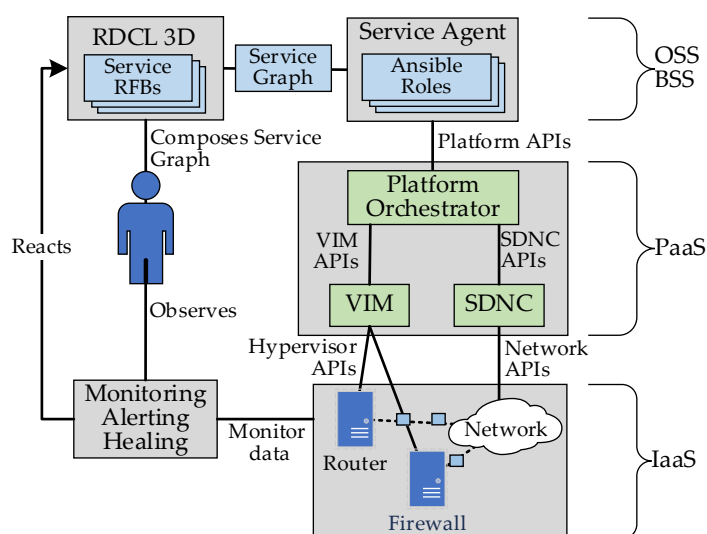 RDCL 3D
Service
RFBs
Service
Graph
Service Agent
Ansible
Roles
OSS
BSS
Composes Service
Graph
Platform APIs
Platform
Orchestrator
VIM
APIs
SDNC
APIs
PaaS
Reacts
VIM
SDNC
Observes
Hypervisor
APIs
Network
APIs
Monitoring
Alerting
Healing
Monitor
data
Router
Network
Firewall
IaaS